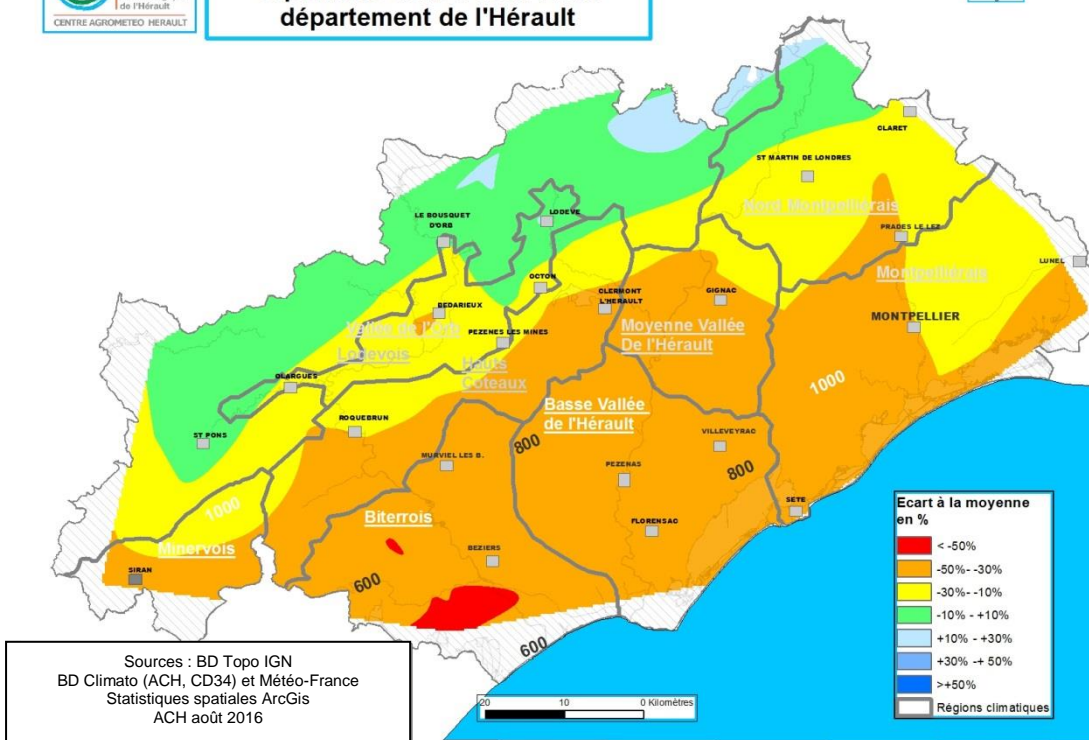 de l'Hérault
CENTRE AGROMETEO HERAULT
département de l'Hérault
CLARET
ST MARTIN DE LONDRES
Nord Montpelliérais
LE BOUSQUET
D'ORB
LODEVE
PRADES LE LEZ
LUNEL
Montpelliérais
OCTON
CLERMONT
L'HERAULT
GIGNAC
BEDARIEUX
MONTPELLIER
Vallée de l'Orb
PEZENES LES MINES
Moyenne Vallée
De l'Hérault
Lodevois
Hauts
Coteaux
OLARGUES
1000
Basse Vallée
de l'Hérault
ROQUEBRUN
ST PONS
800
VILLEVEYRAC
MURVIEL LES B.
PEZENAS
800
1000
Biterrois
SETE
FLORENSAC
Minervois
BEZIERS
SIRAN
600
600
Ecart à la moyenne
en %
< -50%
-50%- -30%
-30%- -10%
-10% - +10%
+10% - +30%
+30% -+ 50%
>+50%
Régions climatiques
Sources : BD Topo IGN
BD Climato (ACH, CD34) et Météo-France
Statistiques spatiales ArcGis
ACH août 2016
20 10 0 Kilomètres